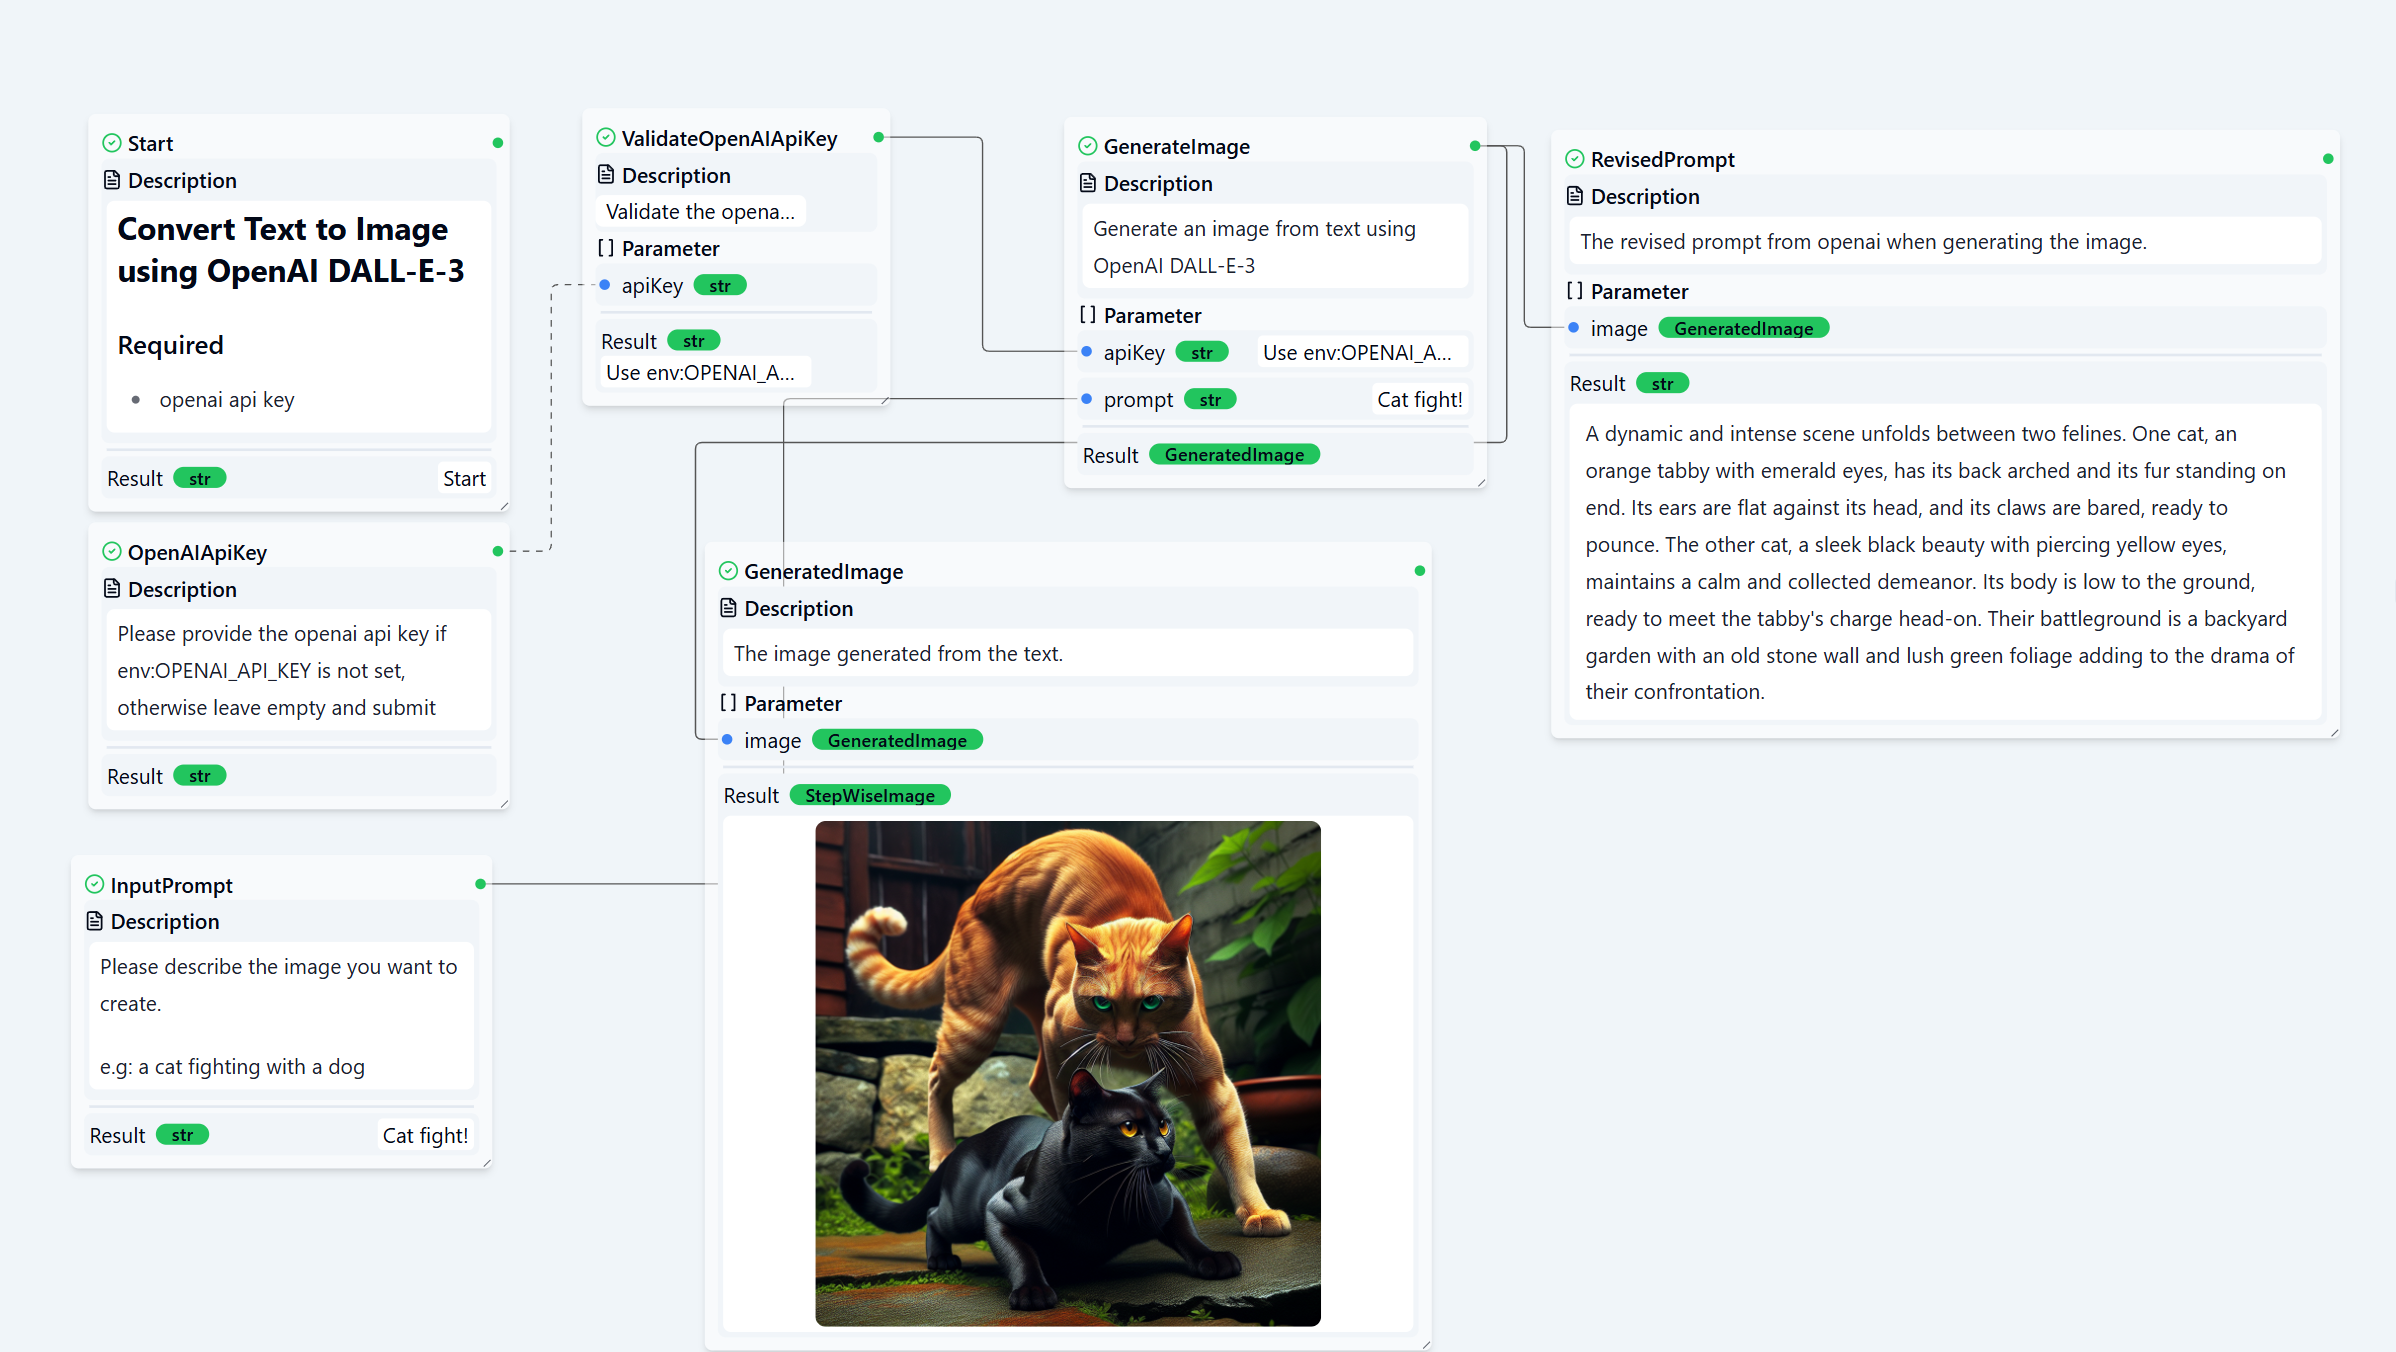 Start
Description
Convert Text to Image
using OpenAI DALL-E-3
Required
• openai api key
Result str Start
OpenAIApiKey
Description
Please provide the openai api key if
env:OPENAI_API_KEY is not set,
otherwise leave empty and submit
Result str
InputPrompt
Description
Please describe the image you want to
create.
e.g: a cat fighting with a dog
Result str Cat fight!
ValidateOpenAIApiKey
Description
Validate the opena...
[] Parameter
apiKey str
Result str
Use env:OPENAI_A...
GenerateImage
Description
Generate an image from text using
OpenAI DALL-E-3
[] Parameter
apiKey str Use env:OPENAI_A...
prompt str Cat fight!
Result GeneratedImage
GeneratedImage
Description
The image generated from the text.
[] Parameter
image GeneratedImage
Result StepWiseImage
RevisedPrompt
Description
The revised prompt from openai when generating the image.
[] Parameter
image GeneratedImage
Result str
A dynamic and intense scene unfolds between two felines. One cat, an
orange tabby with emerald eyes, has its back arched and its fur standing on
end. Its ears are flat against its head, and its claws are bared, ready to
pounce. The other cat, a sleek black beauty with piercing yellow eyes,
maintains a calm and collected demeanor. Its body is low to the ground,
ready to meet the tabby's charge head-on. Their battleground is a backyard
garden with an old stone wall and lush green foliage adding to the drama of
their confrontation.